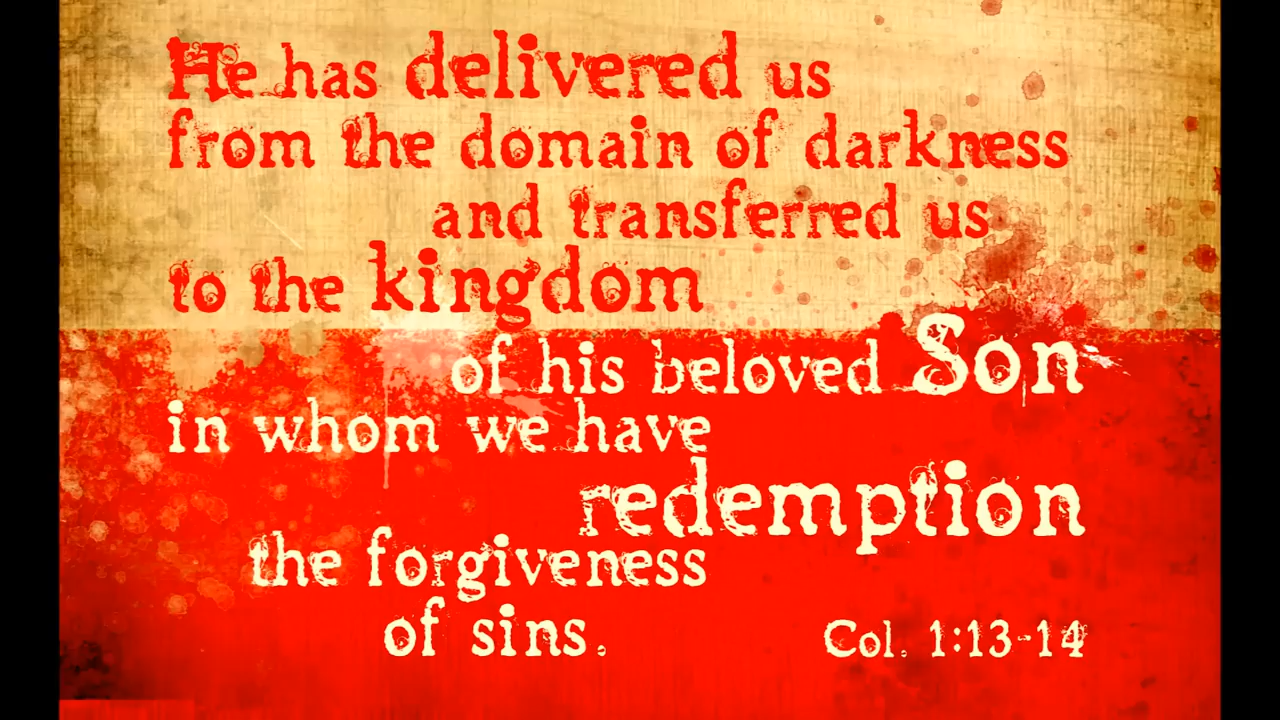 He has delivered us
from the domain of darkness
and transferred us
to the kingdom
of his beloved Son
in whom we have
redemption
the forgiveness
of sins.
Col. 1:13-14